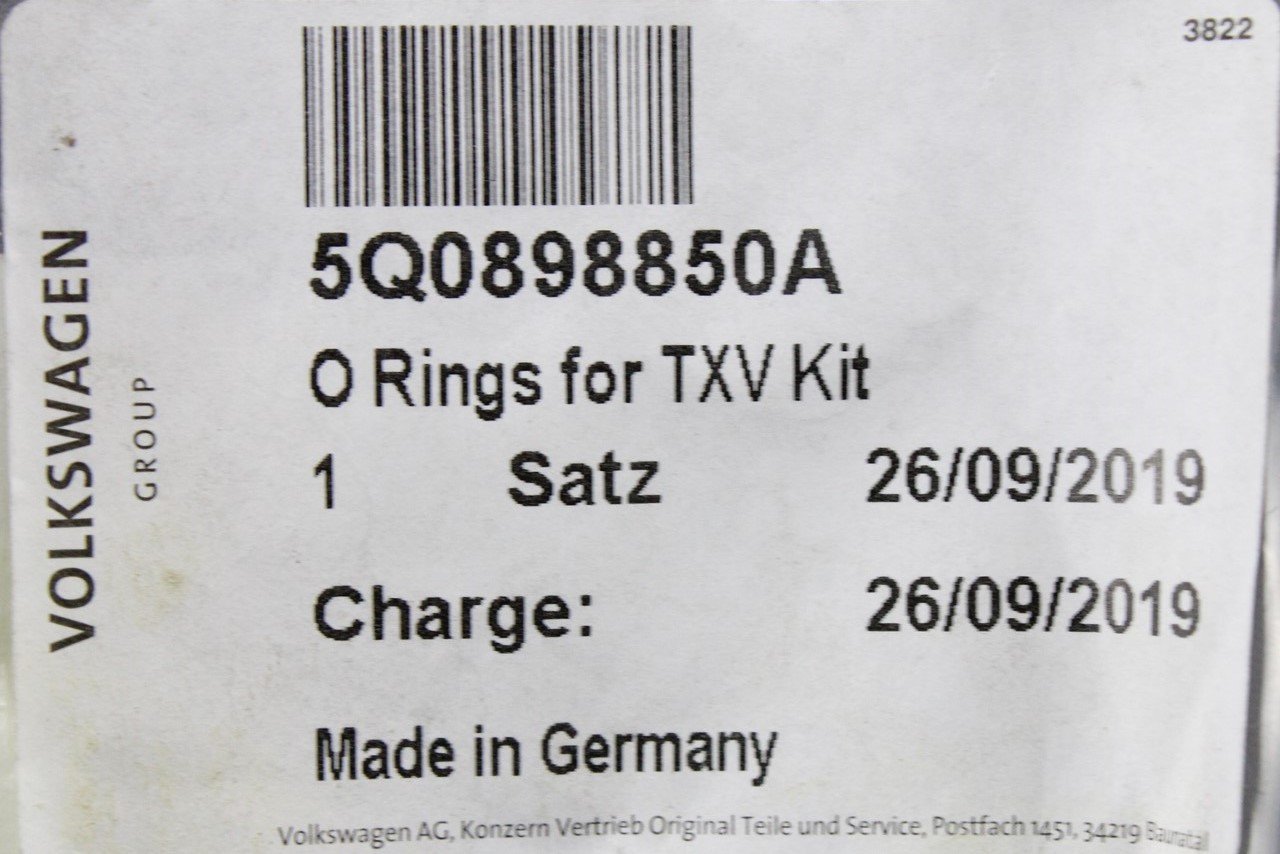 3822
VOLKSWAGEN
GROUP
5Q0898850A
O Rings for TXV Kit
1 Satz 26/09/2019
Charge: 26/09/2019
Made in Germany
Volkswagen AG, Konzern Vertrieb Original Teile und Service, Postfach 1451, 34219 Baunatal